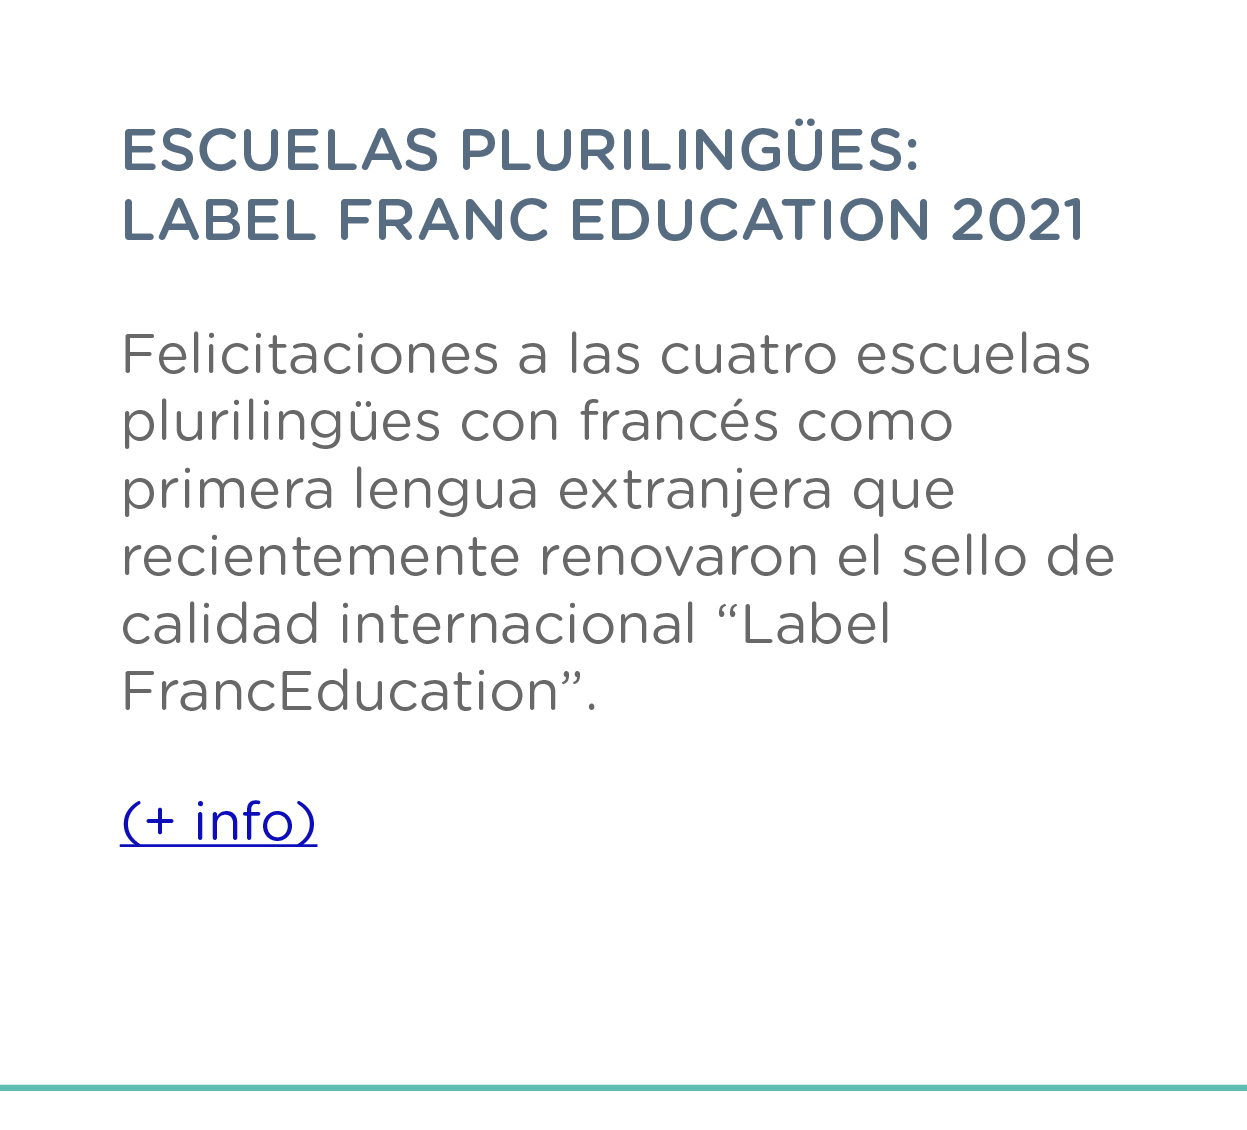 ESCUELAS PLURILINGÜES:
LABEL FRANC EDUCATION 2021
Felicitaciones a las cuatro escuelas
plurilingües con francés como
primera lengua extranjera que
recientemente renovaron el sello de
calidad internacional “Label
FrancEducation”.
(+ info)